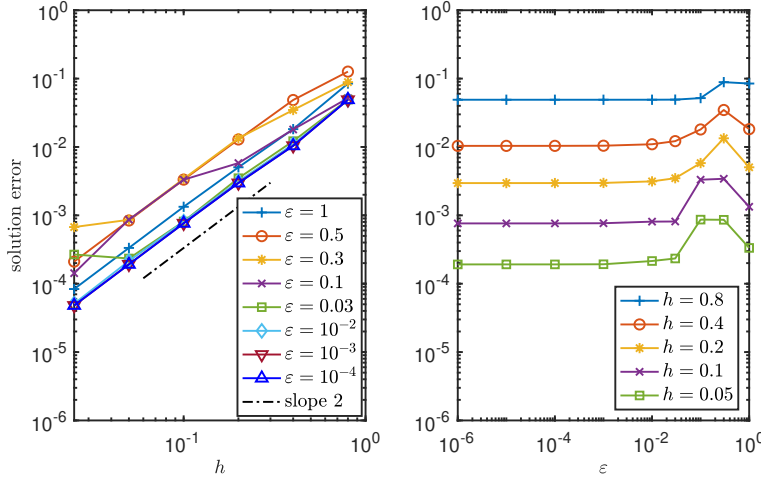 10^0
10^-1
10^-2
10^-3
10^-4
10^-5
10^-6
solution error
10^-1
10^0
h
ε = 1
ε = 0.5
ε = 0.3
ε = 0.1
ε = 0.03
ε = 10^-2
ε = 10^-3
ε = 10^-4
slope 2
10^0
10^-1
10^-2
10^-3
10^-4
10^-5
10^-6
10^-6
10^-4
10^-2
10^0
ε
h = 0.8
h = 0.4
h = 0.2
h = 0.1
h = 0.05